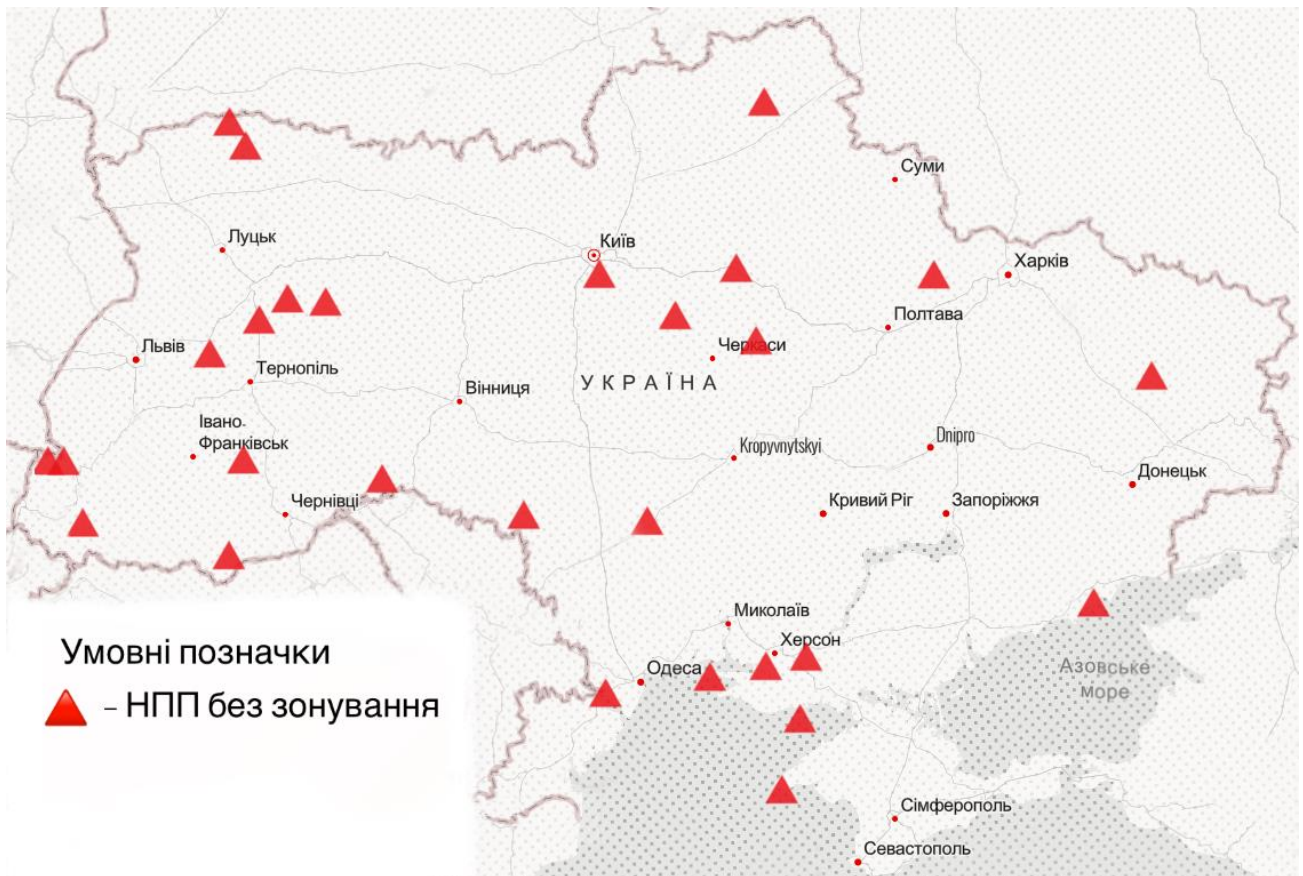 Суми
Луцьк
Київ
Харків
Полтава
Львів
Черкаси
Тернопіль
УКРАЇНА
Вінниця
Івано-
Франківськ
Kropyvnytskyi
Dnipro
Донецьк
Чернівці
Кривий Ріг
Запоріжжя
Миколаїв
Херсон
Одеса
Азовське
море
Умовні позначки
– НПП без зонування
Сімферополь
Севастополь